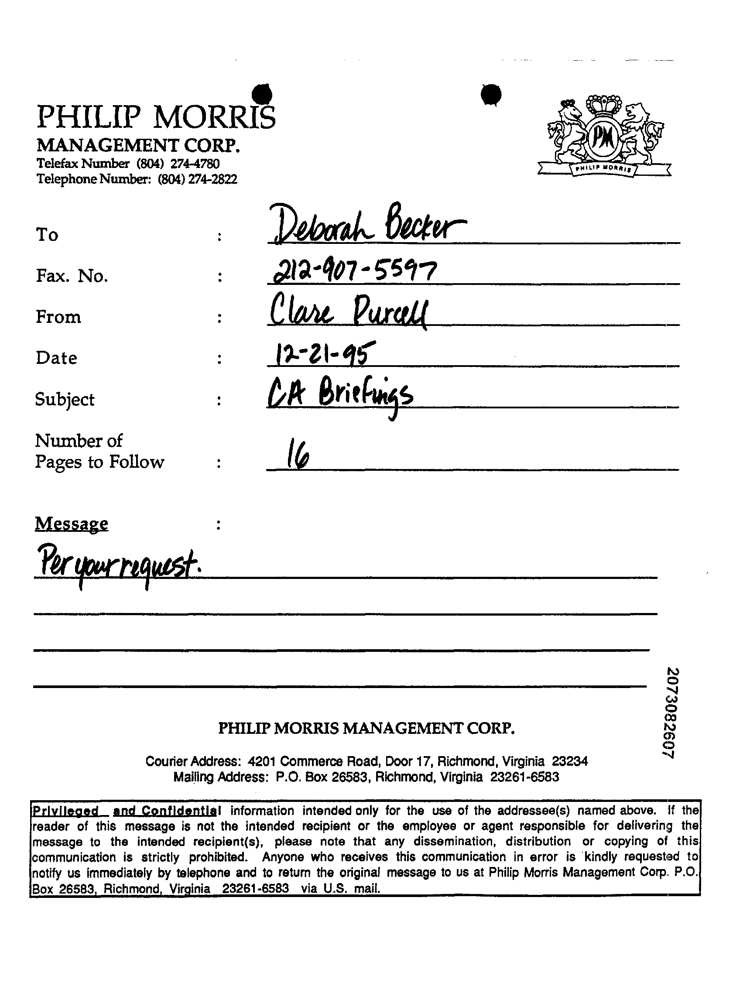 PHILIP MORRIS
MANAGEMENT CORP.
Telefax Number (804) 274-4780
Telephone Number: (804) 274-2822
PM
PHILIP MORRIS
To : Deborah Becker
Fax. No. : 212-907-5597
From : Clare Purcell
Date : 12-21-95
Subject : CA Briefings
Number of
Pages to Follow : 16
Message :
Per your request.
2073082607
PHILIP MORRIS MANAGEMENT CORP.
Courier Address: 4201 Commerce Road, Door 17, Richmond, Virginia 23234
Mailing Address: P.O. Box 26583, Richmond, Virginia 23261-6583
Privileged and Confidential information intended only for the use of the addressee(s) named above. If the
reader of this message is not the intended recipient or the employee or agent responsible for delivering the
message to the intended recipient(s), please note that any dissemination, distribution or copying of this
communication is strictly prohibited. Anyone who receives this communication in error is kindly requested to
notify us immediately by telephone and to return the original message to us at Philip Morris Management Corp. P.O.
Box 26583, Richmond, Virginia 23261-6583 via U.S. mail.